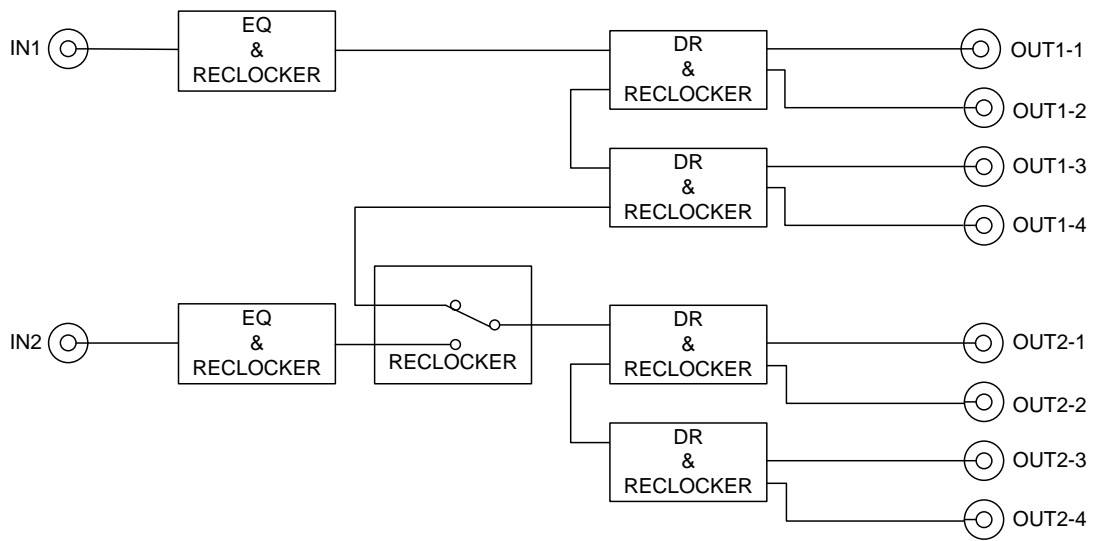 IN1
EQ
&
RECLOCKER
DR
&
RECLOCKER
OUT1-1
OUT1-2
DR
&
RECLOCKER
OUT1-3
OUT1-4
IN2
EQ
&
RECLOCKER
RECLOCKER
DR
&
RECLOCKER
OUT2-1
OUT2-2
DR
&
RECLOCKER
OUT2-3
OUT2-4